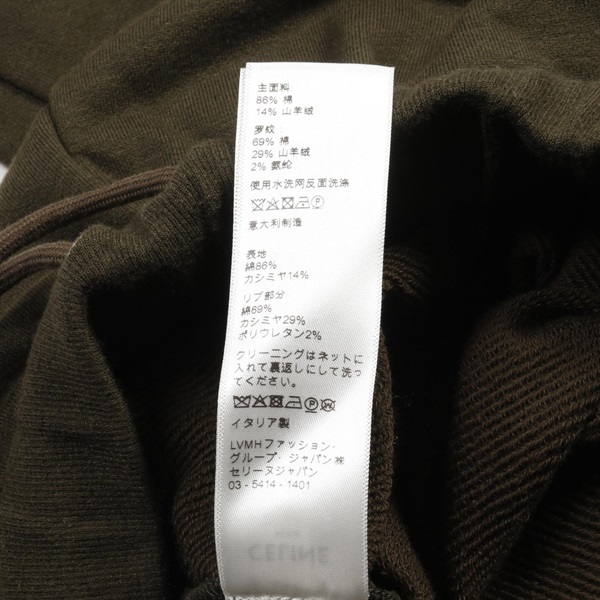 主面料
86% 棉
14% 山羊绒
罗纹:
69% 棉
29% 山羊绒
2% 氨纶
使用水洗网反面洗涤
意大利制造
表地
綿86%
カシミヤ14%
リブ部分
綿69%
カシミヤ29%
ポリウレタン2%
クリーニングはネットに
入れて裏返しにして洗っ
てください。
イタリア製
LVMHファッション・
グループ・ジャパン㈱
セリーヌジャパン
03 - 5414 - 1401
CELINE